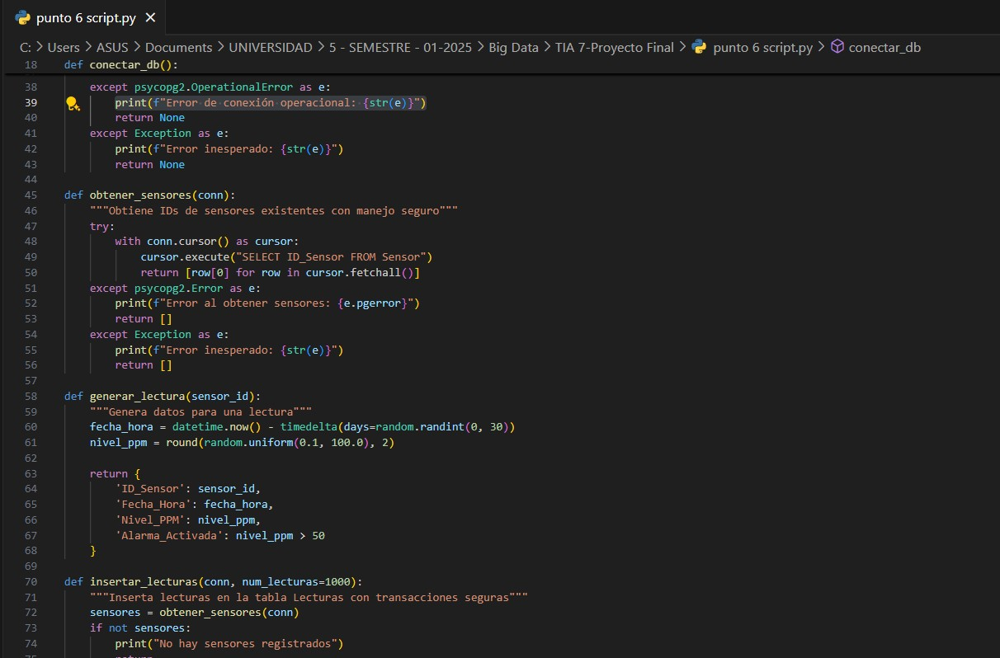 punto 6 script.py ×
C: > Users > ASUS > Documents > UNIVERSIDAD > 5 - SEMESTRE - 01-2025 > Big Data > TIA 7-Proyecto Final > punto 6 script.py > conectar_db
18 def conectar_db():
38     except psycopg2.OperationalError as e:
39         print(f"Error de conexión operacional: {str(e)}")
40         return None
41     except Exception as e:
42         print(f"Error inesperado: {str(e)}")
43         return None
44
45 def obtener_sensores(conn):
46     """Obtiene IDs de sensores existentes con manejo seguro"""
47     try:
48         with conn.cursor() as cursor:
49             cursor.execute("SELECT ID_Sensor FROM Sensor")
50             return [row[0] for row in cursor.fetchall()]
51     except psycopg2.Error as e:
52         print(f"Error al obtener sensores: {e.pgerror}")
53         return []
54     except Exception as e:
55         print(f"Error inesperado: {str(e)}")
56         return []
57
58 def generar_lectura(sensor_id):
59     """Genera datos para una lectura"""
60     fecha_hora = datetime.now() - timedelta(days=random.randint(0, 30))
61     nivel_ppm = round(random.uniform(0.1, 100.0), 2)
62
63     return {
64         'ID_Sensor': sensor_id,
65         'Fecha_Hora': fecha_hora,
66         'Nivel_PPM': nivel_ppm,
67         'Alarma_Activada': nivel_ppm > 50
68     }
69
70 def insertar_lecturas(conn, num_lecturas=1000):
71     """Inserta lecturas en la tabla Lecturas con transacciones seguras"""
72     sensores = obtener_sensores(conn)
73     if not sensores:
74         print("No hay sensores registrados")
75         return